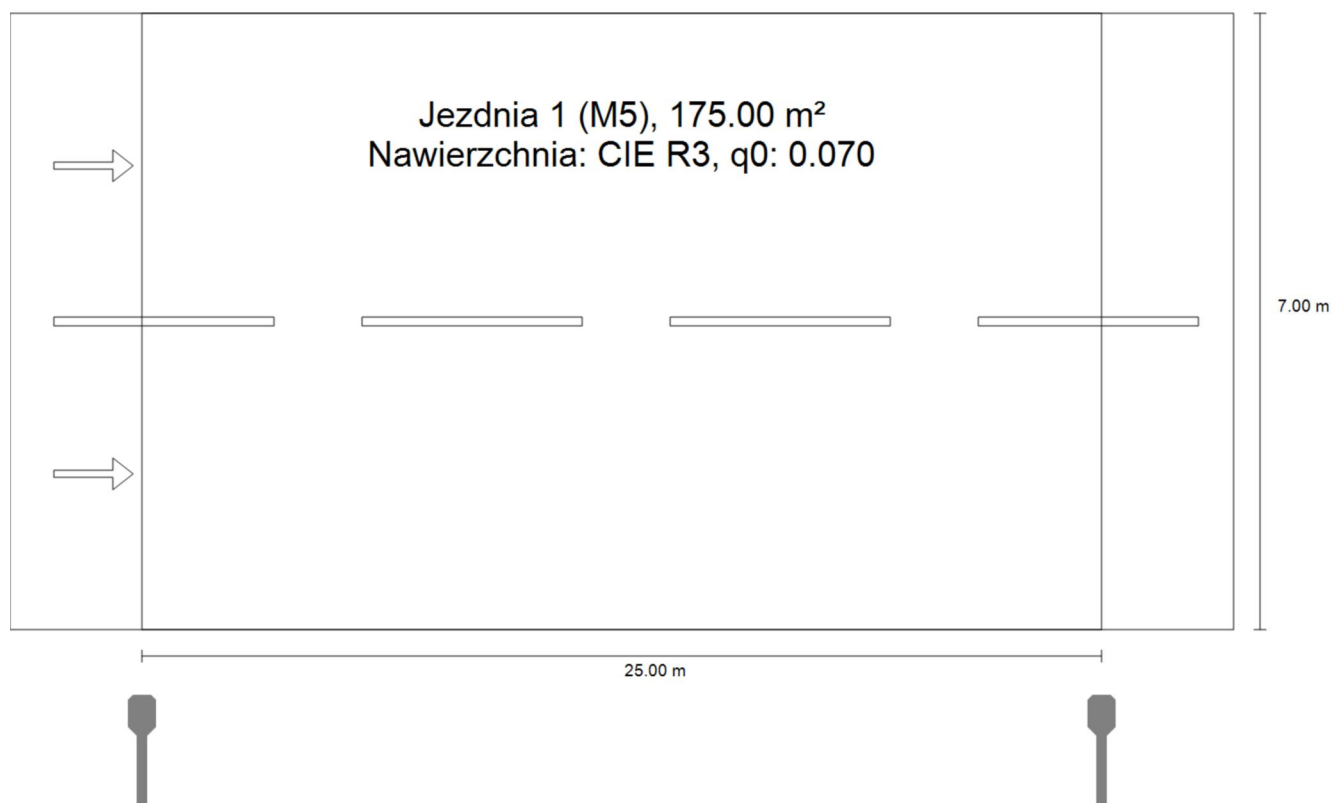 Jezdnia 1 (M5), 175.00 m²
Nawierzchnia: CIE R3, q0: 0.070
7.00 m
25.00 m